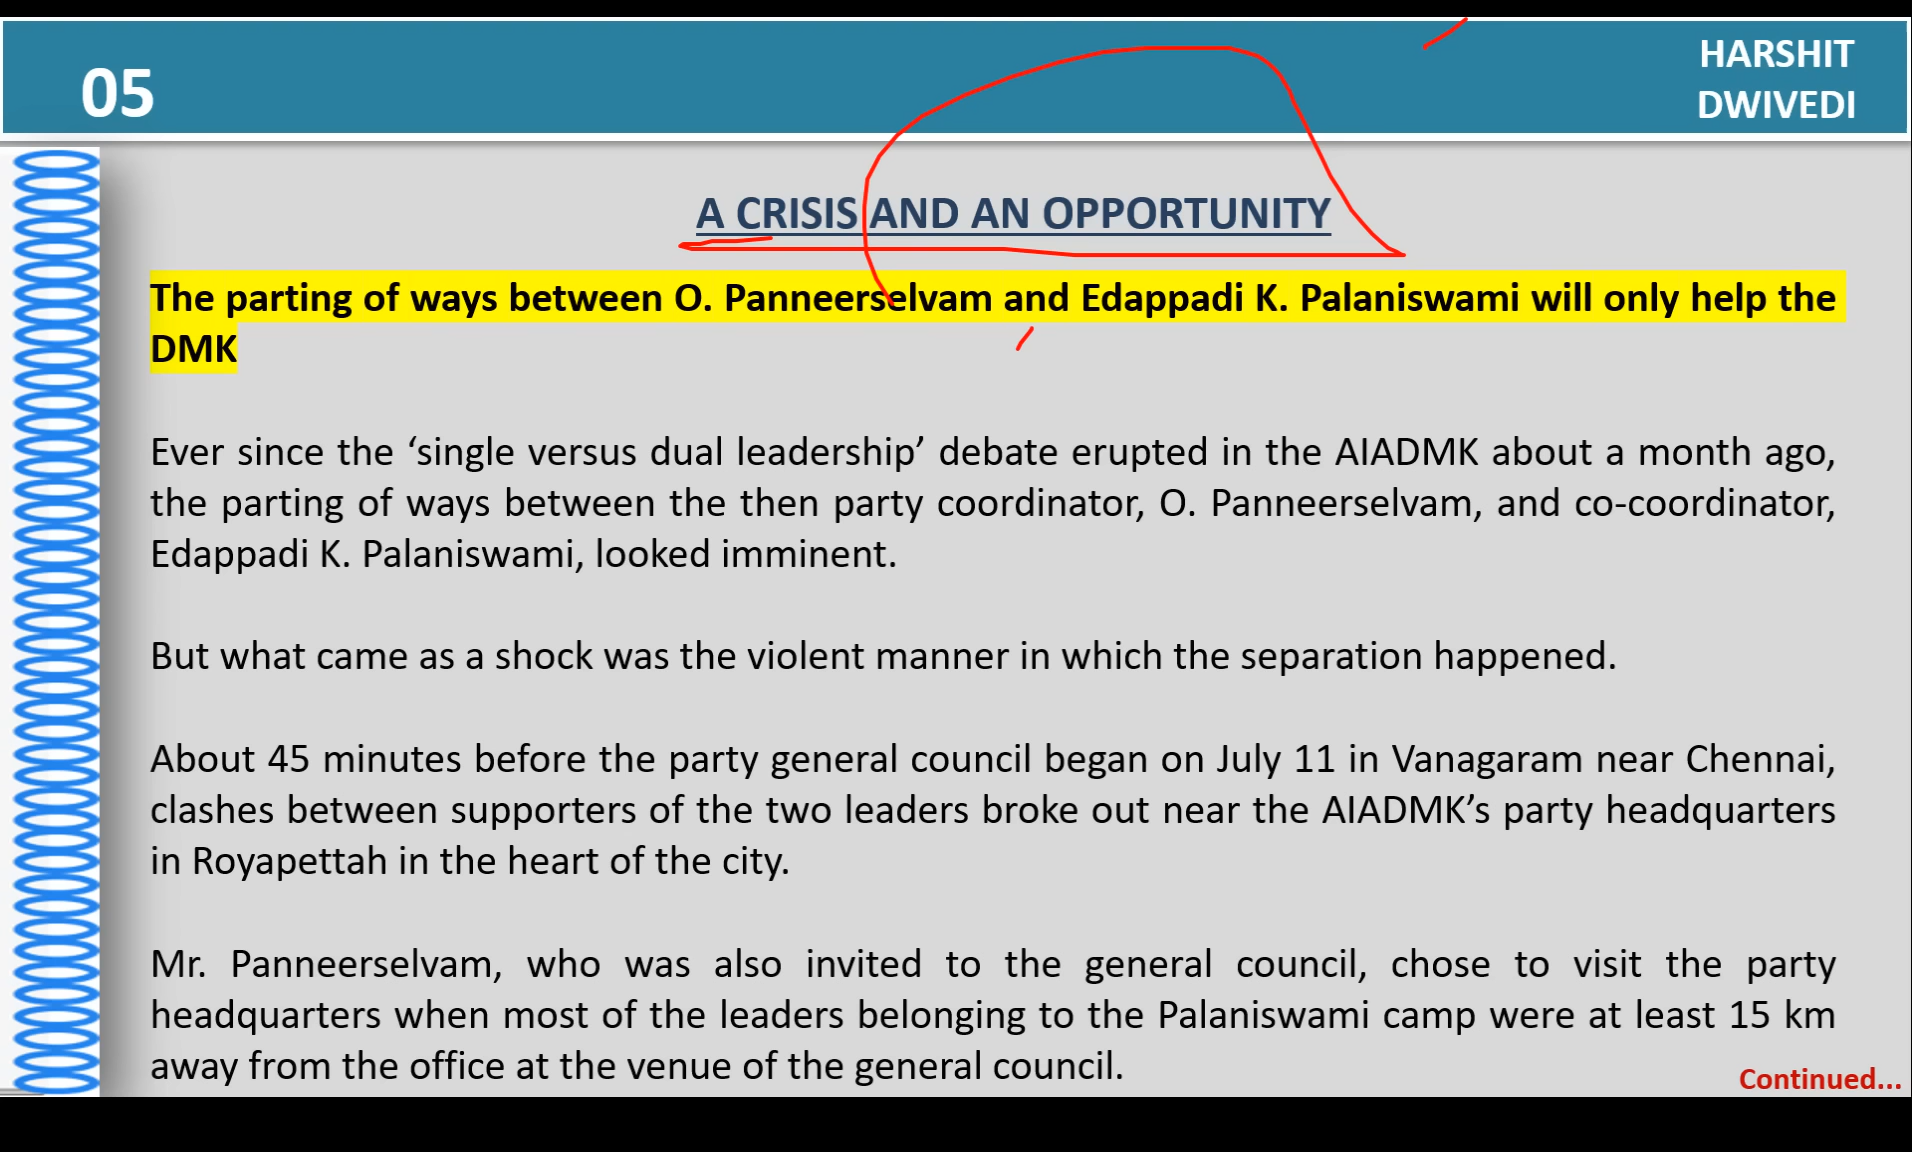 05
HARSHIT
DWIVEDI
A CRISIS AND AN OPPORTUNITY
The parting of ways between O. Panneerselvam and Edappadi K. Palaniswami will only help the
DMK
Ever since the ‘single versus dual leadership’ debate erupted in the AIADMK about a month ago,
the parting of ways between the then party coordinator, O. Panneerselvam, and co-coordinator,
Edappadi K. Palaniswami, looked imminent.
But what came as a shock was the violent manner in which the separation happened.
About 45 minutes before the party general council began on July 11 in Vanagaram near Chennai,
clashes between supporters of the two leaders broke out near the AIADMK’s party headquarters
in Royapettah in the heart of the city.
Mr. Panneerselvam, who was also invited to the general council, chose to visit the party
headquarters when most of the leaders belonging to the Palaniswami camp were at least 15 km
away from the office at the venue of the general council.
Continued...